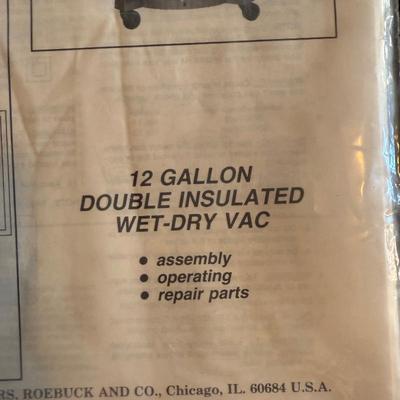 12 GALLON
DOUBLE INSULATED
WET-DRY VAC
● assembly
● operating
● repair parts
RS, ROEBUCK AND CO., Chicago, IL. 60684 U.S.A.